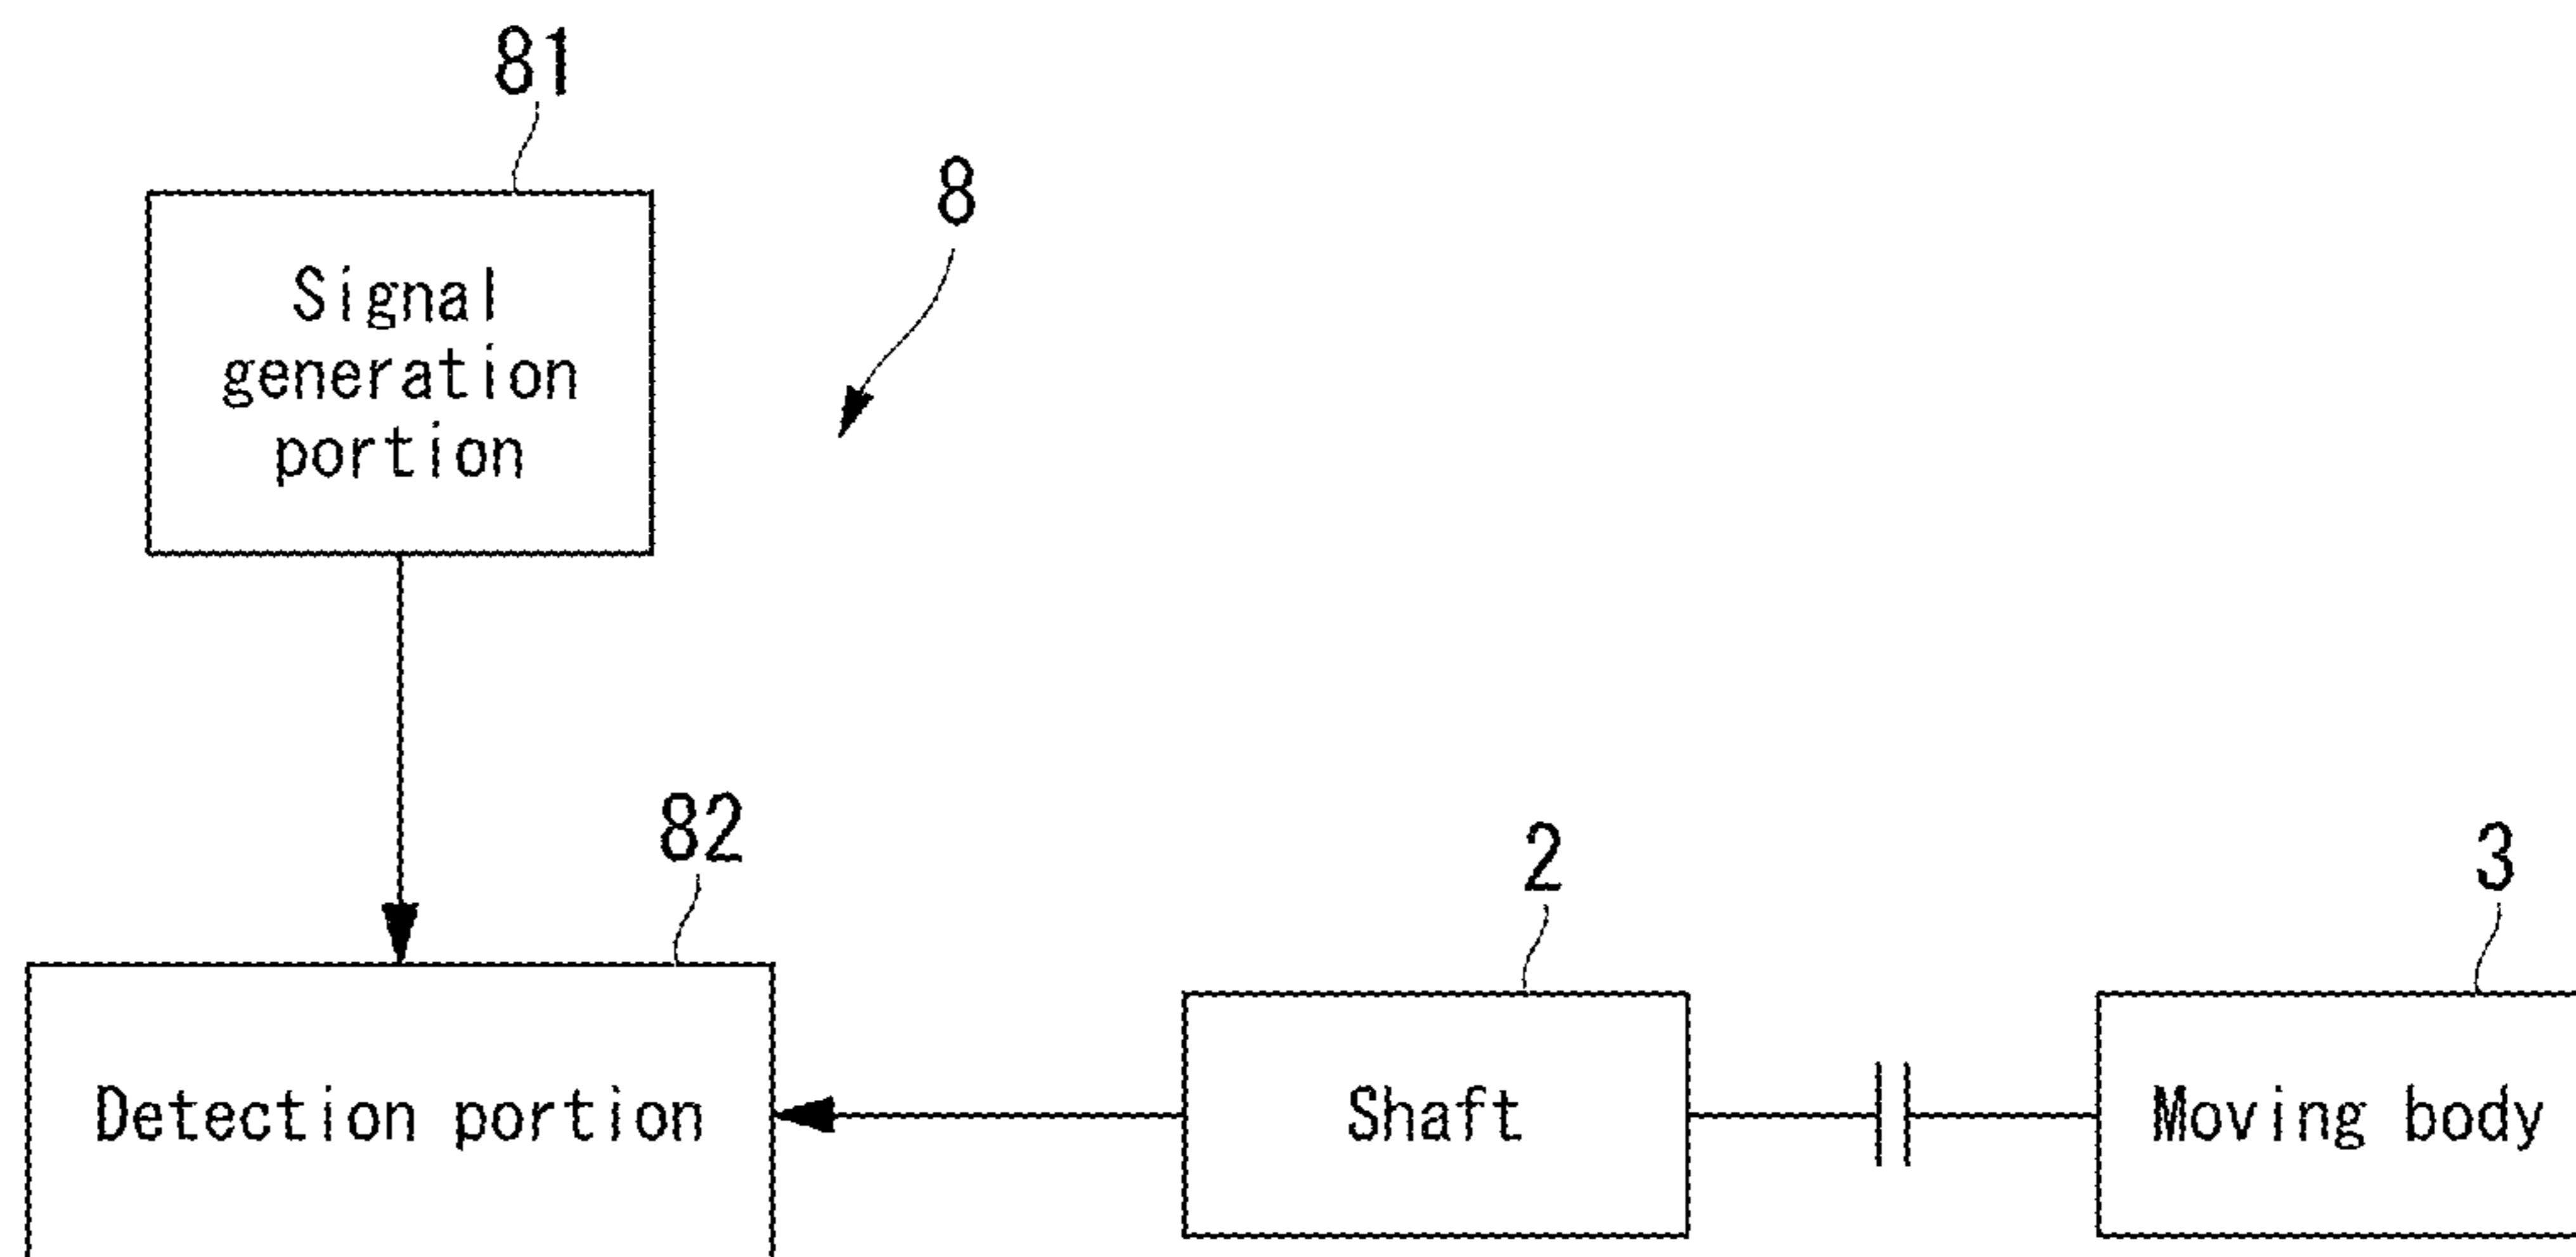 81
8
Signal
generation
portion
82
2
3
Detection portion
Shaft
Moving body